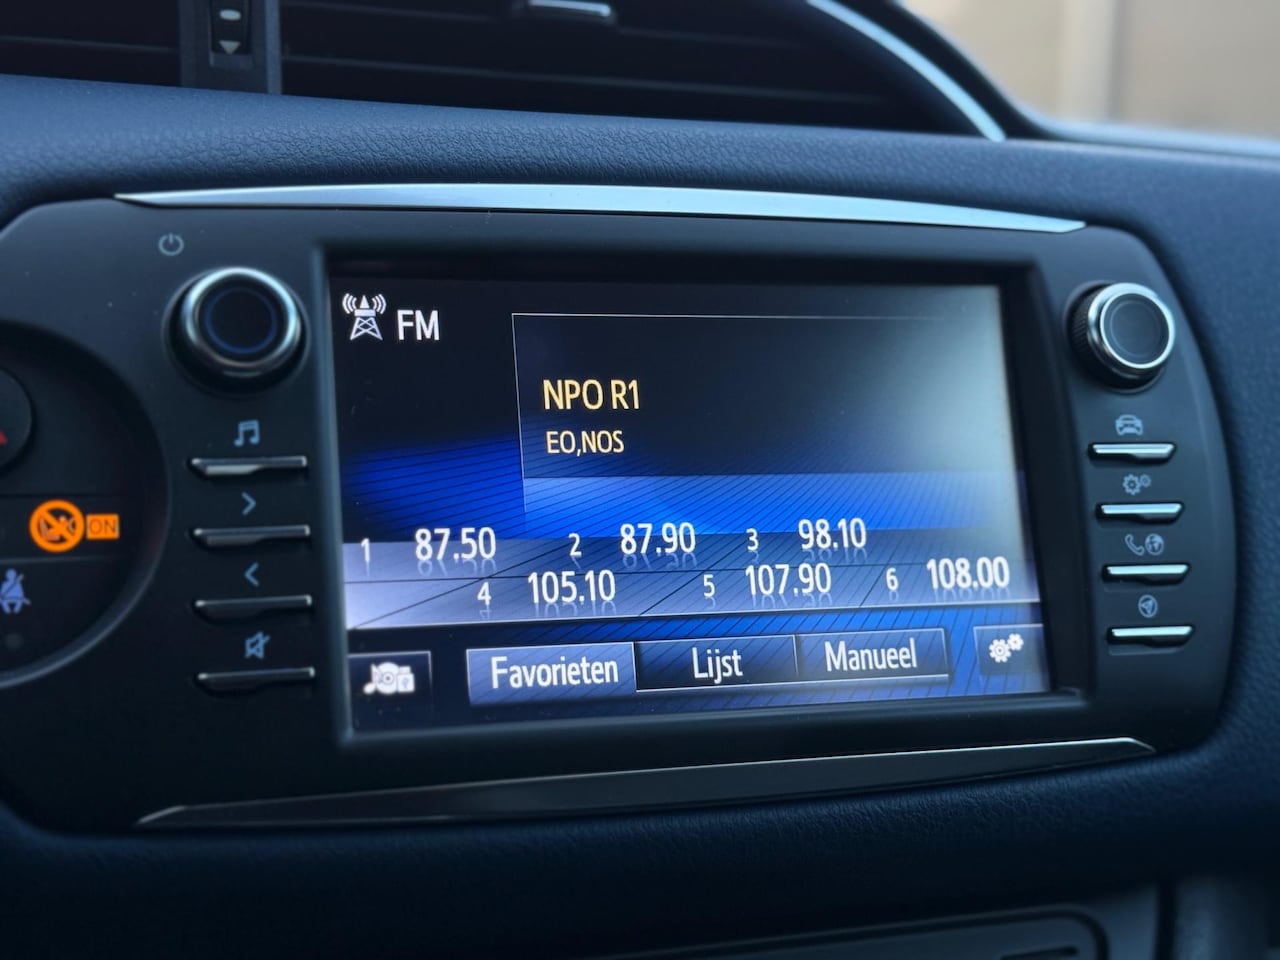 FM
NPO R1
EO,NOS
1 87.50 2 87.90 3 98.10
4 105.10 5 107.90 6 108.00
Favorieten Lijst Manueel
ON